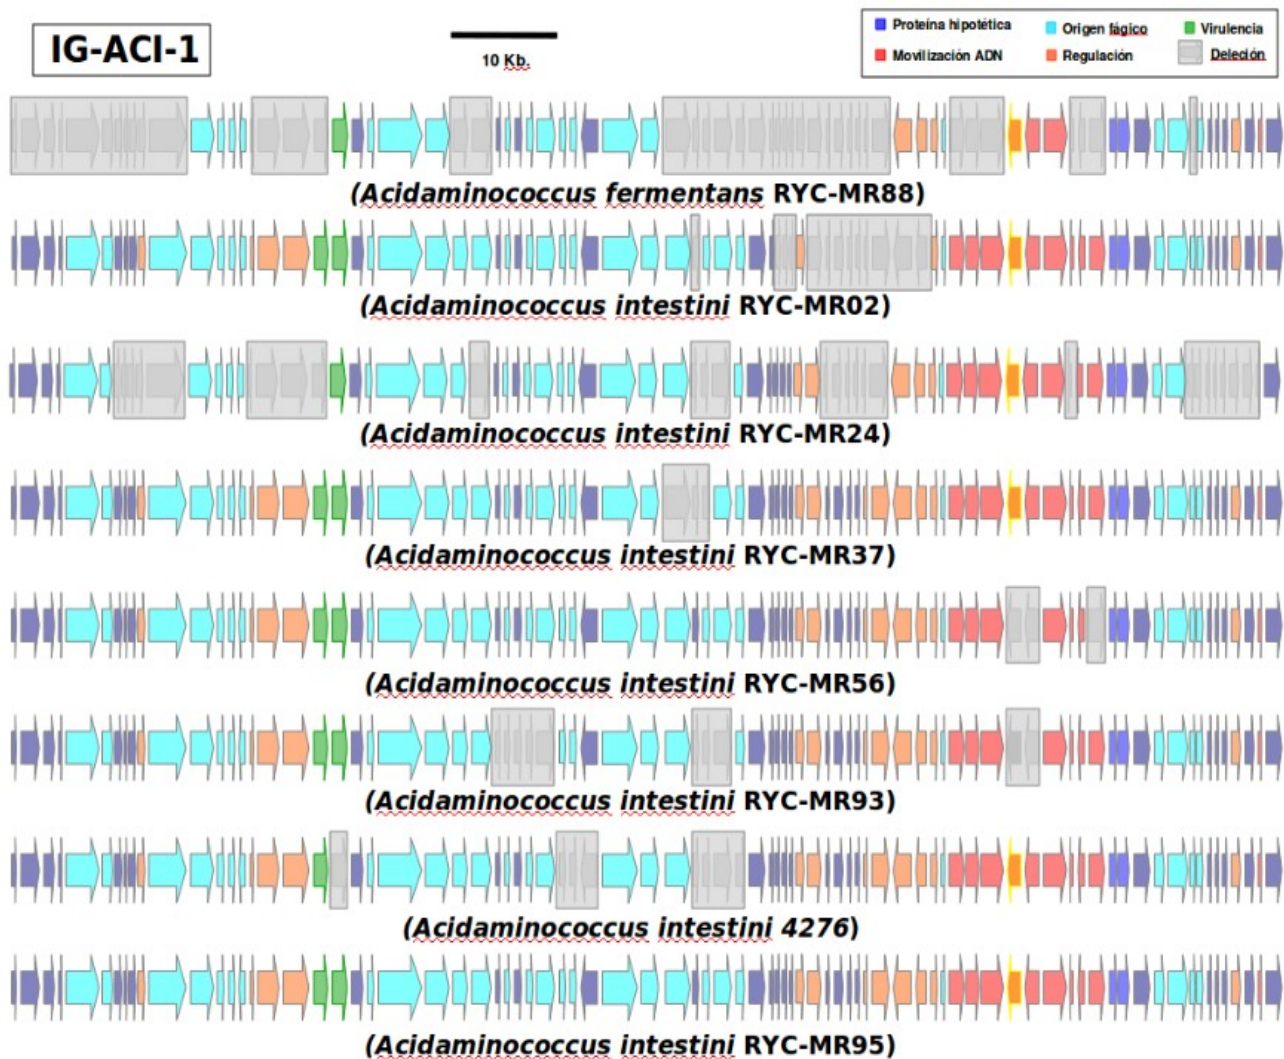 IG-ACI-1
10 Kb.
Proteína hipotética
Origen fágico
Virulencia
Movilización ADN
Regulación
Deleción
(Acidaminococcus fermentans RYC-MR88)
(Acidaminococcus intestini RYC-MR02)
(Acidaminococcus intestini RYC-MR24)
(Acidaminococcus intestini RYC-MR37)
(Acidaminococcus intestini RYC-MR56)
(Acidaminococcus intestini RYC-MR93)
(Acidaminococcus intestini 4276)
(Acidaminococcus intestini RYC-MR95)